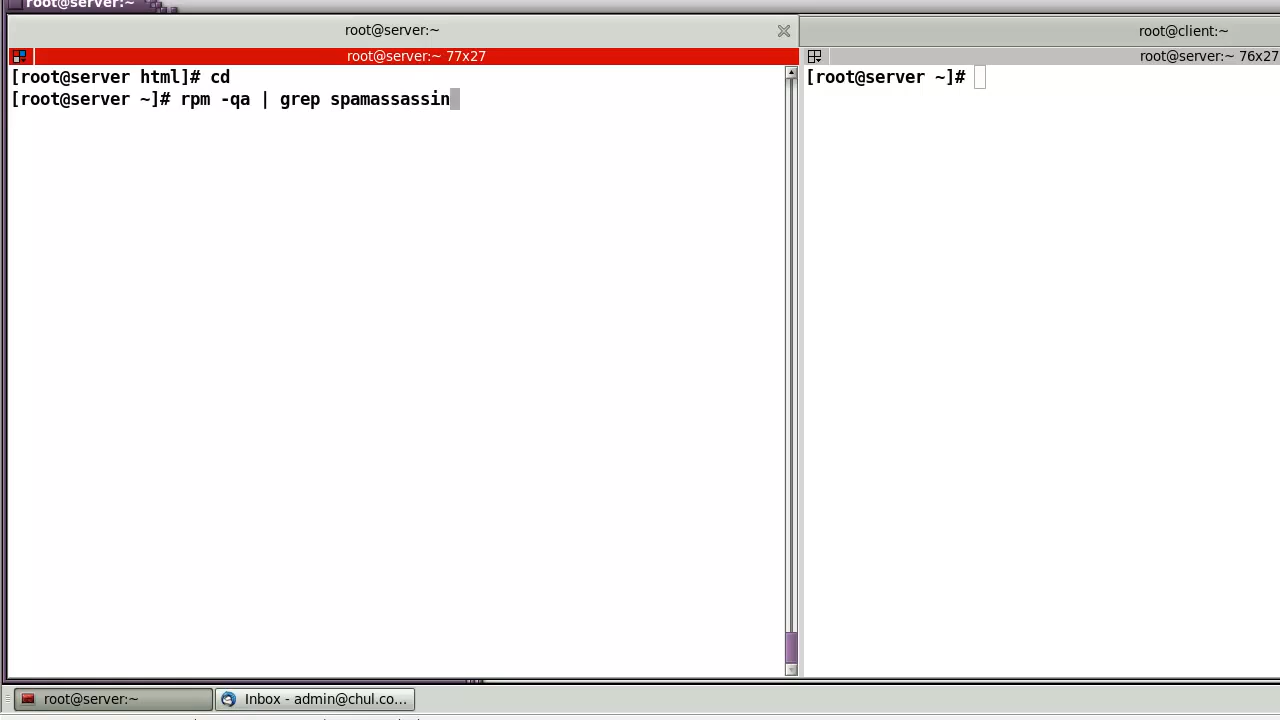 root@server:~
root@server:~
root@client:~
root@server:~ 77x27
root@server:~ 76x27
[root@server html]# cd
[root@server ~]# rpm -qa | grep spamassassin
[root@server ~]#
root@server:~
Inbox - admin@chul.co...